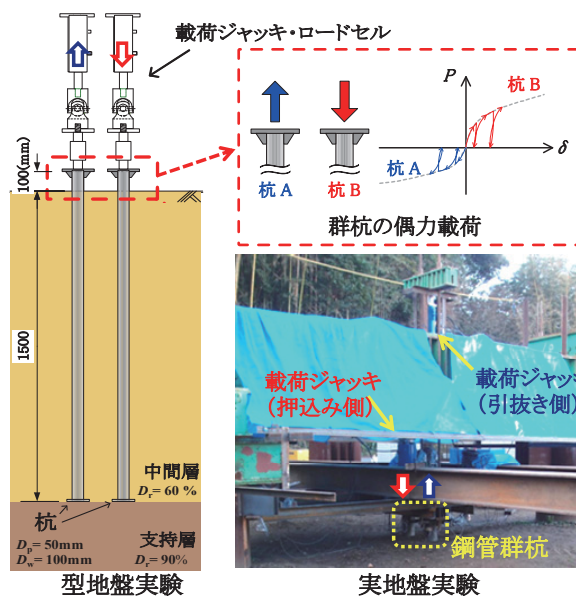 載荷ジャッキ・ロードセル
100(mm)
1500
P
δ
杭 B
杭 A
杭 A
杭 B
群杭の偶力載荷
載荷ジャッキ
(押込み側)
載荷ジャッ
(引抜き側)
鋼管群杭
中間層
Dr= 60 %
杭
Dp= 50mm
Dw= 100mm
支持層
Dr= 90%
型地盤実験
実地盤実験